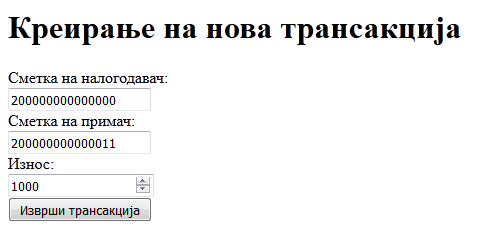 Креирање на нова трансакција
Сметка на налогодавач:
200000000000000
Сметка на примач:
200000000000011
Износ:
1000
Изврши трансакција